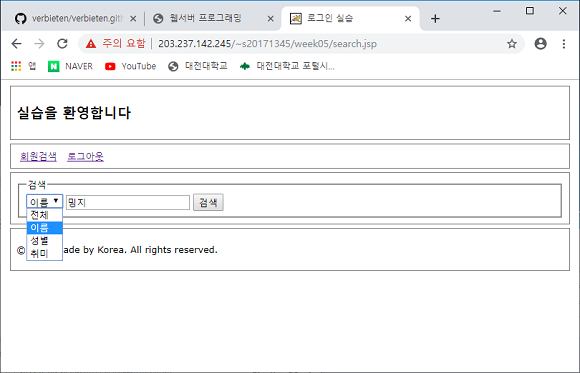 verbieten/verbieten.gith
웹서버 프로그래밍
로그인 실습
주의 요함 203.237.142.245/~s20171345/week05/search.jsp
앱 NAVER YouTube 대전대학교 대전대학교 포털시...
실습을 환영합니다
회원검색 로그아웃
검색
이름 밍지 검색
전체
이름
성별
취미
© ade by Korea. All rights reserved.